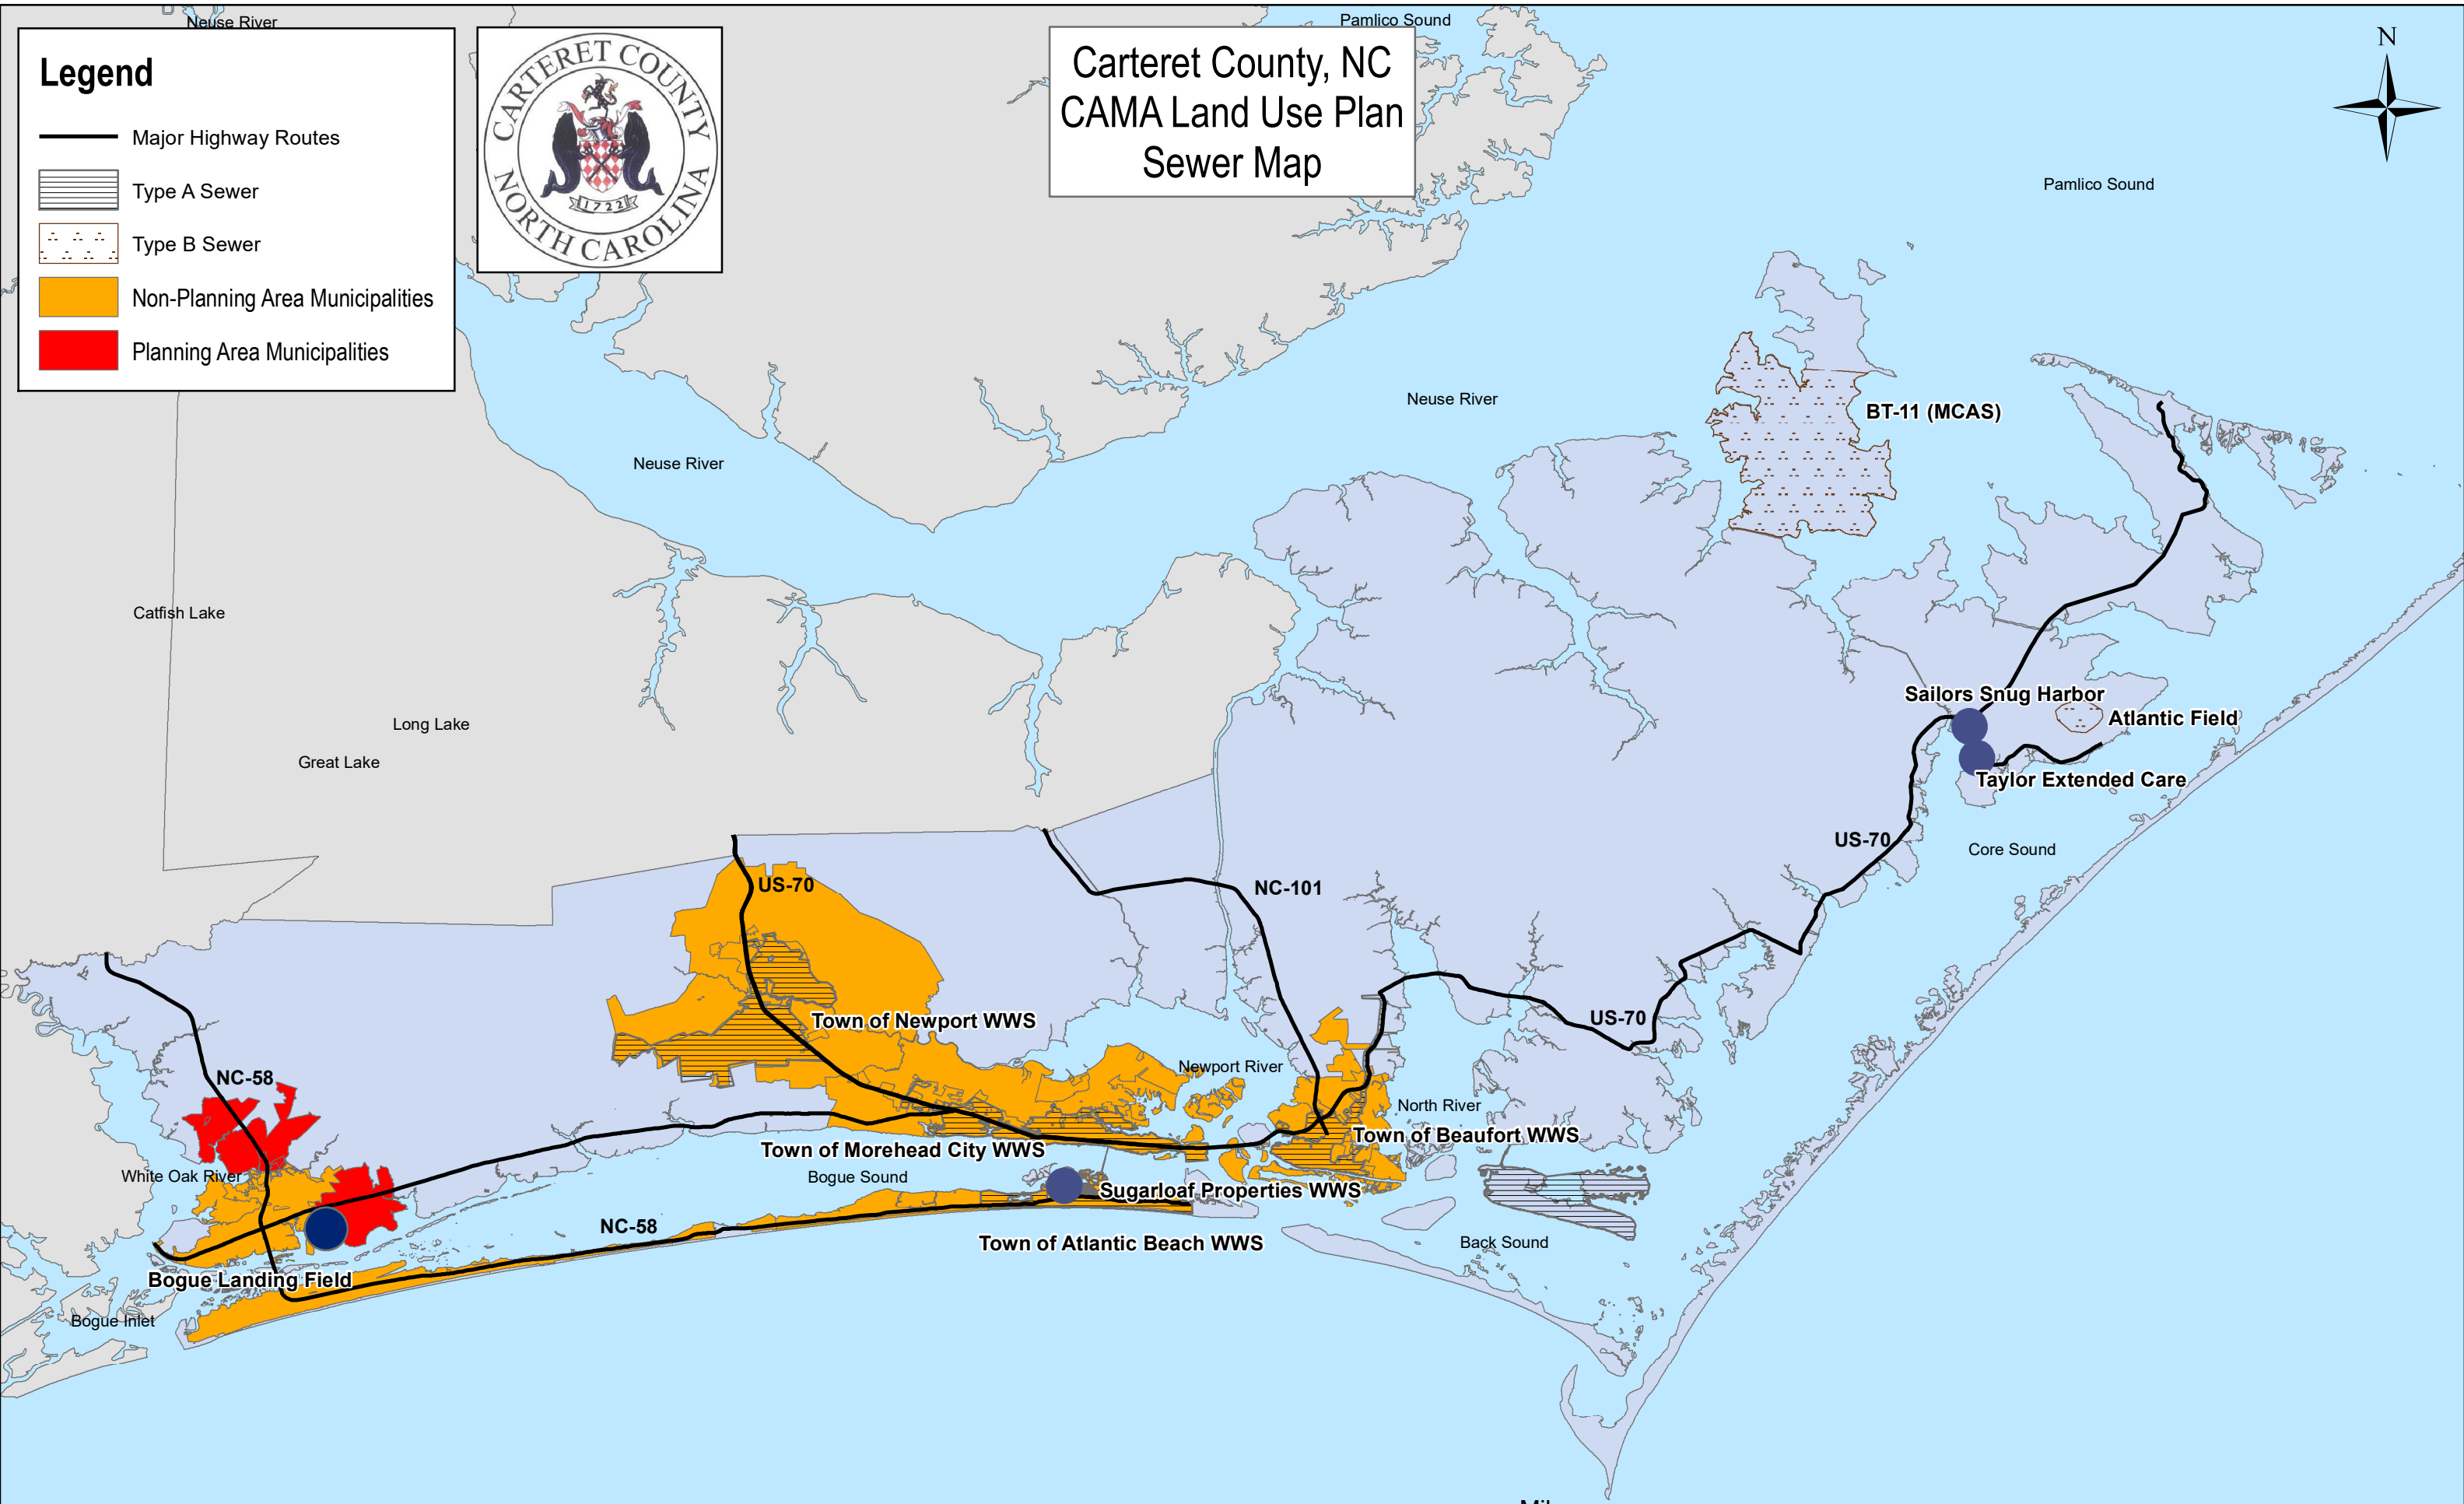 Neuse River
Pamlico Sound
Legend
Major Highway Routes
Type A Sewer
Type B Sewer
Non-Planning Area Municipalities
Planning Area Municipalities
CARTERET COUNTY
1722
NORTH CAROLINA
Carteret County, NC
CAMA Land Use Plan
Sewer Map
N
Pamlico Sound
Neuse River
BT-11 (MCAS)
Neuse River
Catfish Lake
Sailors Snug Harbor
Atlantic Field
Long Lake
Great Lake
Taylor Extended Care
US-70
Core Sound
US-70
NC-101
Town of Newport WWS
US-70
Newport River
NC-58
North River
Town of Beaufort WWS
Town of Morehead City WWS
White Oak River
Bogue Sound
Sugarloaf Properties WWS
NC-58
Town of Atlantic Beach WWS
Back Sound
Bogue Landing Field
Bogue Inlet